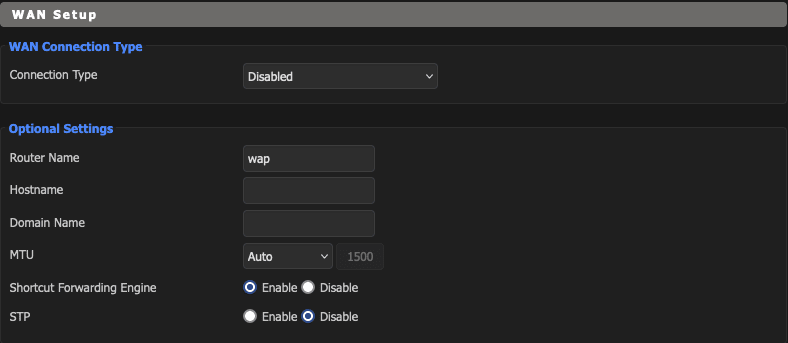 WAN Setup
WAN Connection Type
Connection Type Disabled
Optional Settings
Router Name wap
Hostname
Domain Name
MTU Auto 1500
Shortcut Forwarding Engine Enable Disable
STP Enable Disable